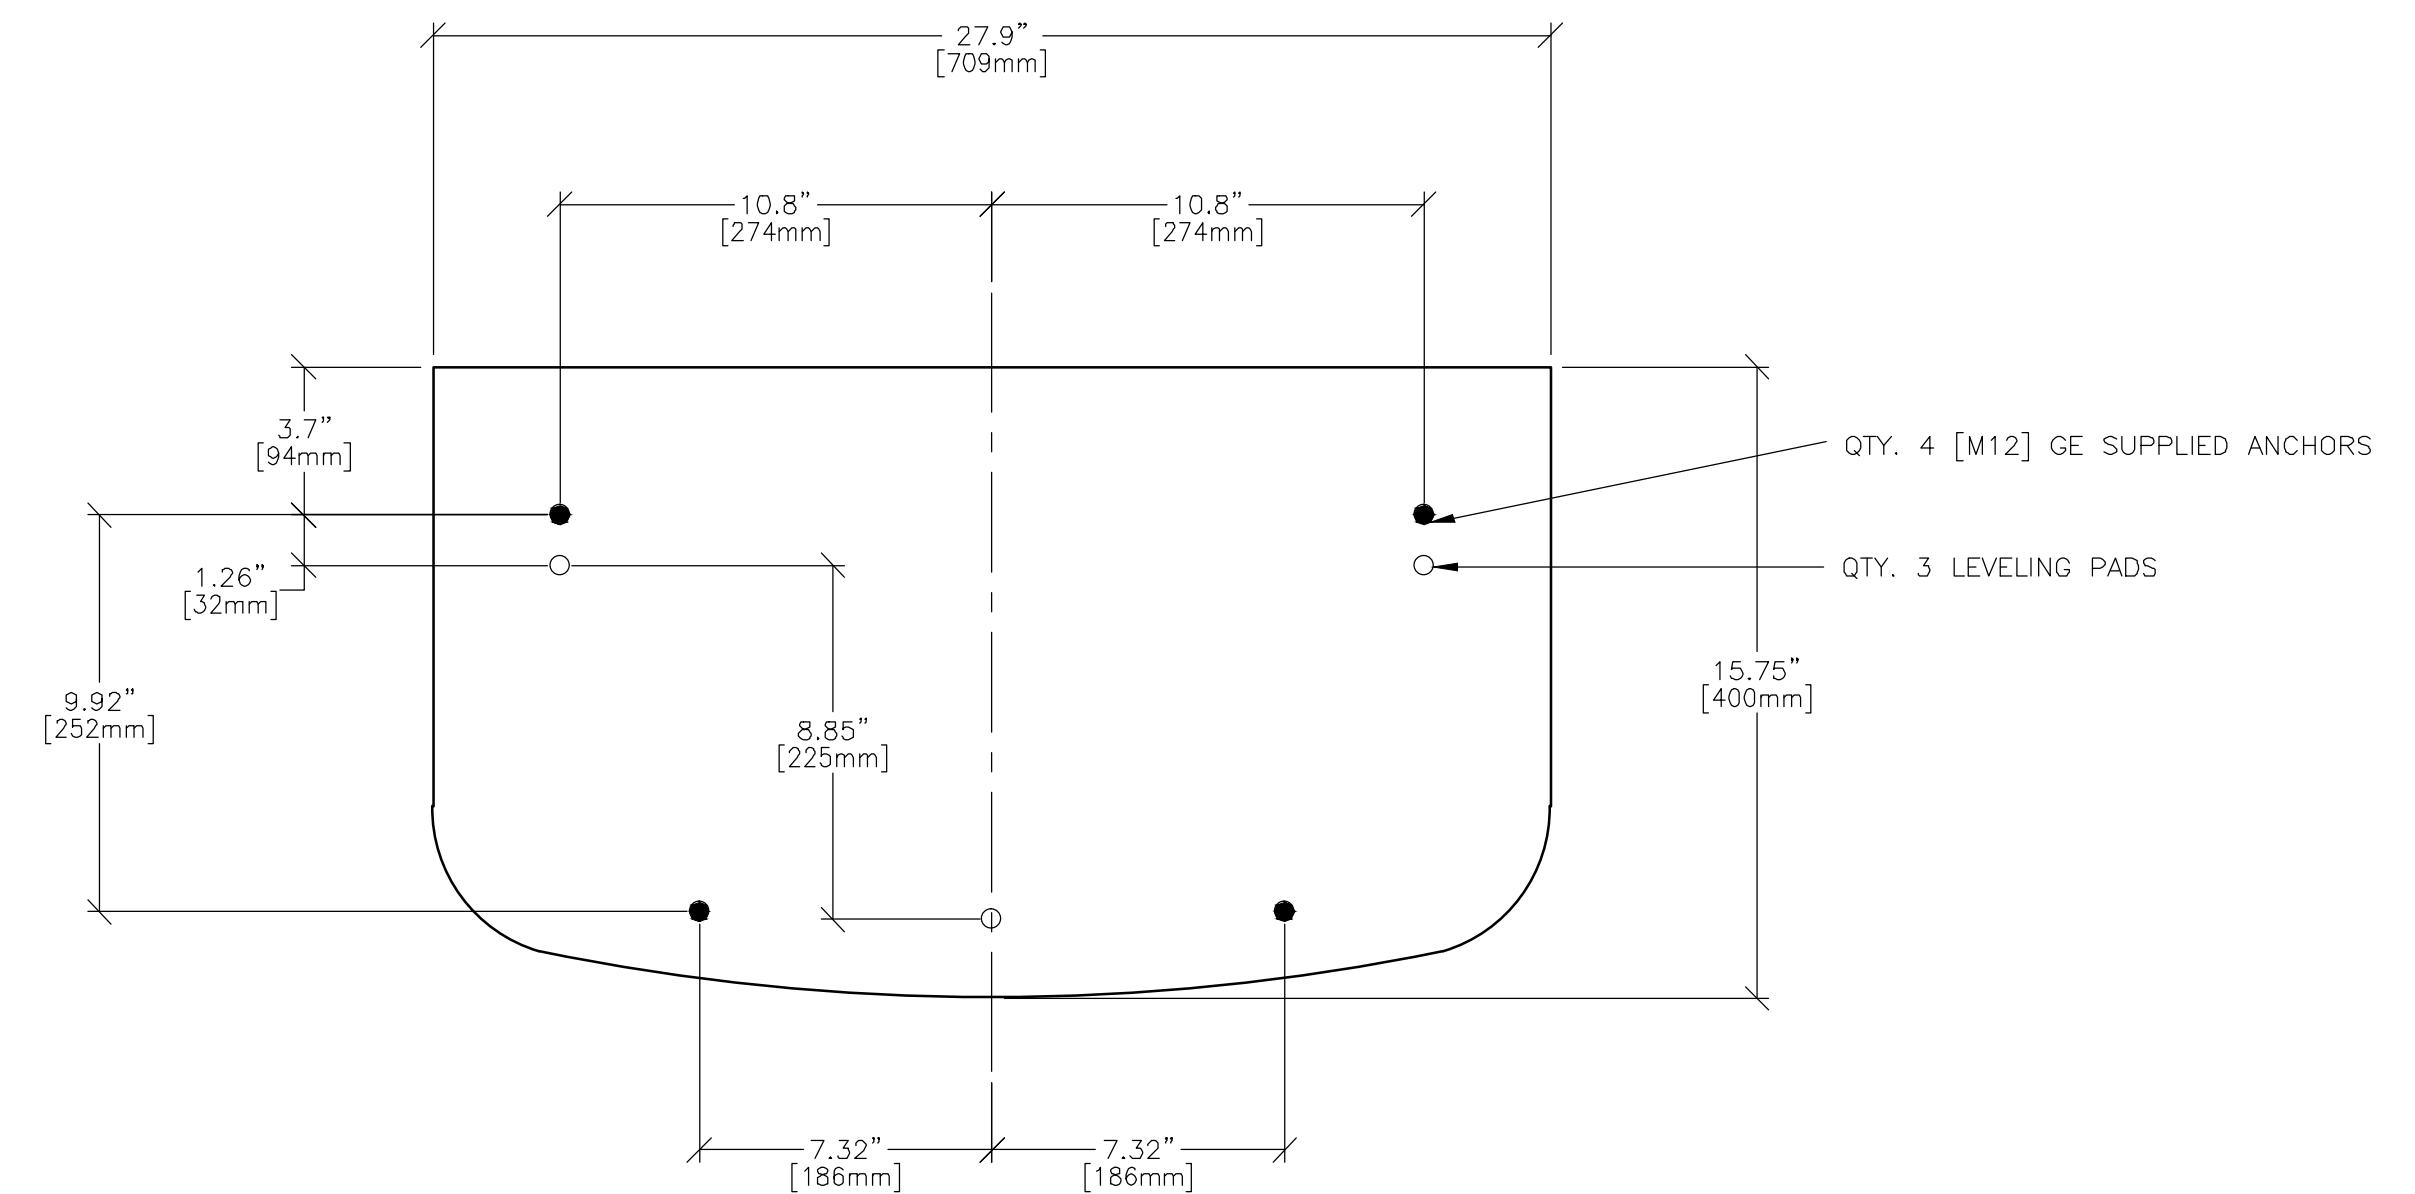 27.9"
[709mm]
10.8"
[274mm]
10.8"
[274mm]
3.7"
[94mm]
QTY. 4 [M12] GE SUPPLIED ANCHORS
1.26"
[32mm]
QTY. 3 LEVELING PADS
15.75"
[400mm]
9.92"
[252mm]
8.85"
[225mm]
7.32"
[186mm]
7.32"
[186mm]